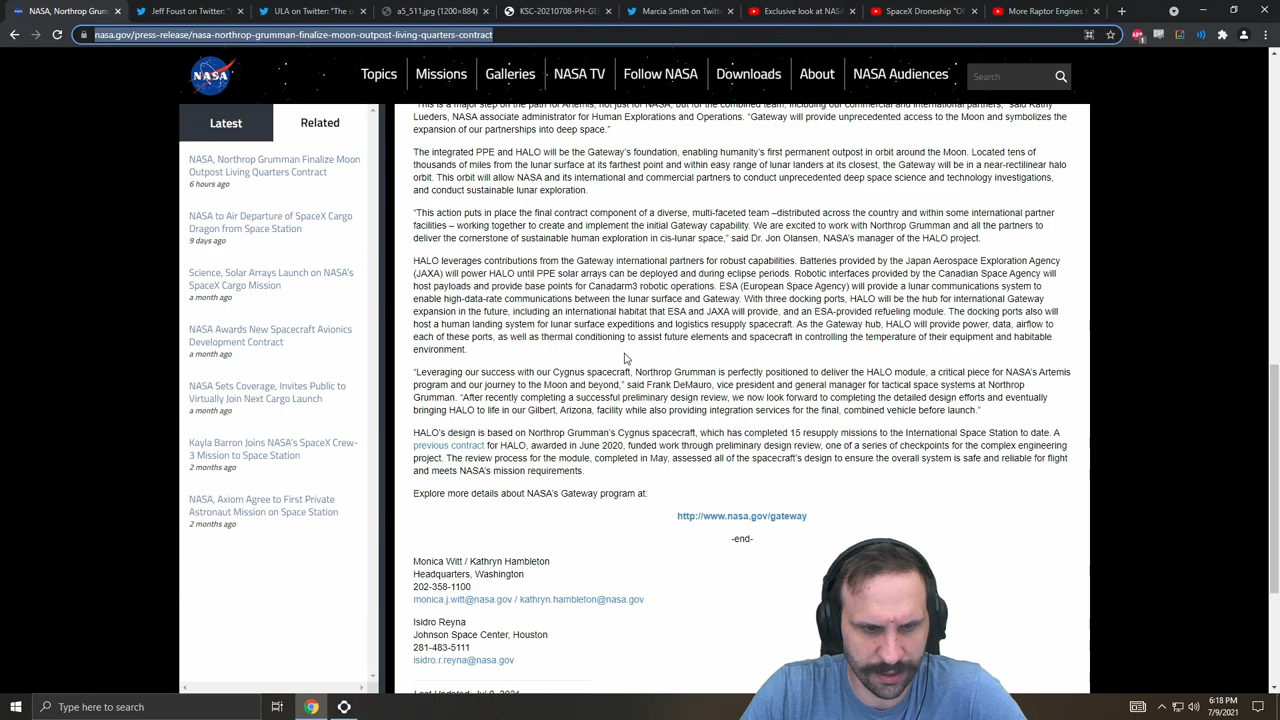 NASA, Northrop Grumman Fi
Jeff Foust on Twitter: "Th
ULA on Twitter: "The u
a5_511.jpg (1200×884)
KSC-20210708-PH-GE
Marcia Smith on Twitt
Exclusive look at NASA
SpaceX Droneship "Of
More Raptor Engines
nasa.gov/press-release/nasa-northrop-grumman-finalize-moon-outpost-living-quarters-contract
NASA
Topics
Missions
Galleries
NASA TV
Follow NASA
Downloads
About
NASA Audiences
Search
Latest
Related
NASA, Northrop Grumman Finalize Moon
Outpost Living Quarters Contract
6 hours ago
NASA to Air Departure of SpaceX Cargo
Dragon from Space Station
9 days ago
Science, Solar Arrays Launch on NASA's
SpaceX Cargo Mission
a month ago
NASA Awards New Spacecraft Avionics
Development Contract
a month ago
NASA Sets Coverage, Invites Public to
Virtually Join Next Cargo Launch
a month ago
Kayla Barron Joins NASA's SpaceX Crew-
3 Mission to Space Station
2 months ago
NASA, Axiom Agree to First Private
Astronaut Mission on Space Station
2 months ago
"This is a major step on the path for Artemis, not just for NASA, but for the combined team, including our commercial and international partners," said Kathy
Lueders, NASA associate administrator for Human Explorations and Operations. "Gateway will provide unprecedented access to the Moon and symbolizes the
expansion of our partnerships into deep space."
The integrated PPE and HALO will be the Gateway's foundation, enabling humanity's first permanent outpost in orbit around the Moon. Located tens of
thousands of miles from the lunar surface at its farthest point and within easy range of lunar landers at its closest, the Gateway will be in a near-rectilinear halo
orbit. This orbit will allow NASA and its international and commercial partners to conduct unprecedented deep space science and technology investigations,
and conduct sustainable lunar exploration.
"This action puts in place the final contract component of a diverse, multi-faceted team –distributed across the country and within some international partner
facilities – working together to create and implement the initial Gateway capability. We are excited to work with Northrop Grumman and all the partners to
deliver the cornerstone of sustainable human exploration in cis-lunar space," said Dr. Jon Olansen, NASA's manager of the HALO project.
HALO leverages contributions from the Gateway international partners for robust capabilities. Batteries provided by the Japan Aerospace Exploration Agency
(JAXA) will power HALO until PPE solar arrays can be deployed and during eclipse periods. Robotic interfaces provided by the Canadian Space Agency will
host payloads and provide base points for Canadarm3 robotic operations. ESA (European Space Agency) will provide a lunar communications system to
enable high-data-rate communications between the lunar surface and Gateway. With three docking ports, HALO will be the hub for international Gateway
expansion in the future, including an international habitat that ESA and JAXA will provide, and an ESA-provided refueling module. The docking ports also will
host a human landing system for lunar surface expeditions and logistics resupply spacecraft. As the Gateway hub, HALO will provide power, data, airflow to
each of these ports, as well as thermal conditioning to assist future elements and spacecraft in controlling the temperature of their equipment and habitable
environment.
"Leveraging our success with our Cygnus spacecraft, Northrop Grumman is perfectly positioned to deliver the HALO module, a critical piece for NASA's Artemis
program and our journey to the Moon and beyond," said Frank DeMauro, vice president and general manager for tactical space systems at Northrop
Grumman. "After recently completing a successful preliminary design review, we now look forward to completing the detailed design efforts and eventually
bringing HALO to life in our Gilbert, Arizona, facility while also providing integration services for the final, combined vehicle before launch."
HALO's design is based on Northrop Grumman's Cygnus spacecraft, which has completed 15 resupply missions to the International Space Station to date. A
previous contract for HALO, awarded in June 2020, funded work through preliminary design review, one of a series of checkpoints for the complex engineering
project. The review process for the module, completed in May, assessed all of the spacecraft's design to ensure the overall system is safe and reliable for flight
and meets NASA's mission requirements.
Explore more details about NASA's Gateway program at:
http://www.nasa.gov/gateway
-end-
Monica Witt / Kathryn Hambleton
Headquarters, Washington
202-358-1100
monica.j.witt@nasa.gov / kathryn.hambleton@nasa.gov
Isidro Reyna
Johnson Space Center, Houston
281-483-5111
isidro.r.reyna@nasa.gov
Last Updated: Jul 9, 2021
Type here to search
6:18 PM
7/9/2021